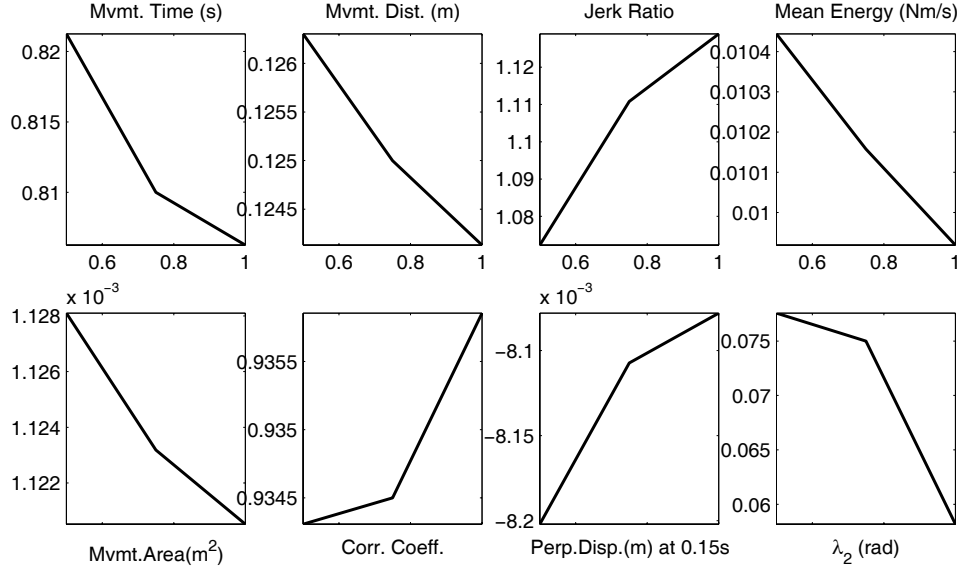 Mvmt. Time (s)
Mvmt. Dist. (m)
Jerk Ratio
Mean Energy (Nm/s)
0.82
0.815
0.81
0.6 0.8 1
0.126
0.1255
0.125
0.1245
0.6 0.8 1
1.12
1.11
1.1
1.09
1.08
0.6 0.8 1
0.0104
0.0103
0.0102
0.0101
0.01
0.6 0.8 1
x 10⁻³
1.128
1.126
1.124
1.122
Mvmt.Area(m²)
0.9355
0.935
0.9345
Corr. Coeff.
x 10⁻³
−8.1
−8.15
−8.2
Perp.Disp.(m) at 0.15s
0.075
0.07
0.065
0.06
λ₂ (rad)